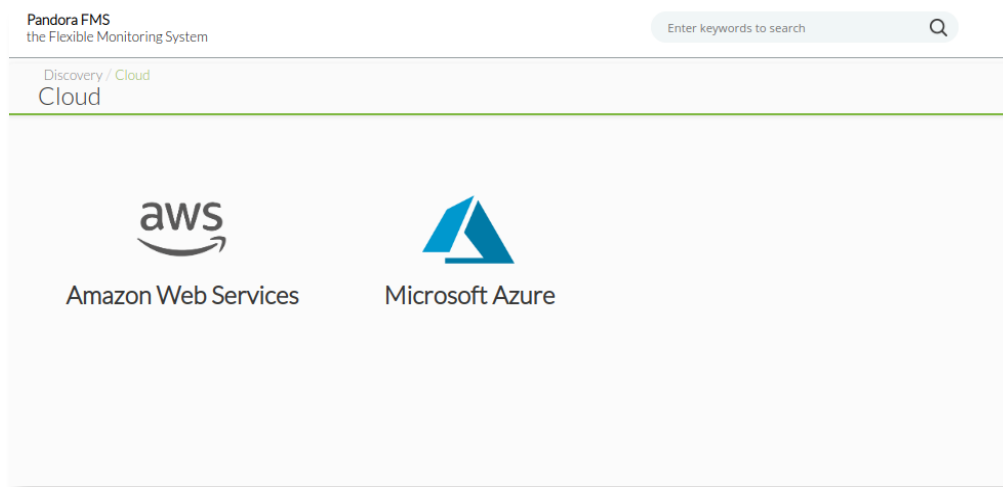 Pandora FMS
the Flexible Monitoring System
Enter keywords to search
Discovery / Cloud
Cloud
aws
Amazon Web Services
Microsoft Azure